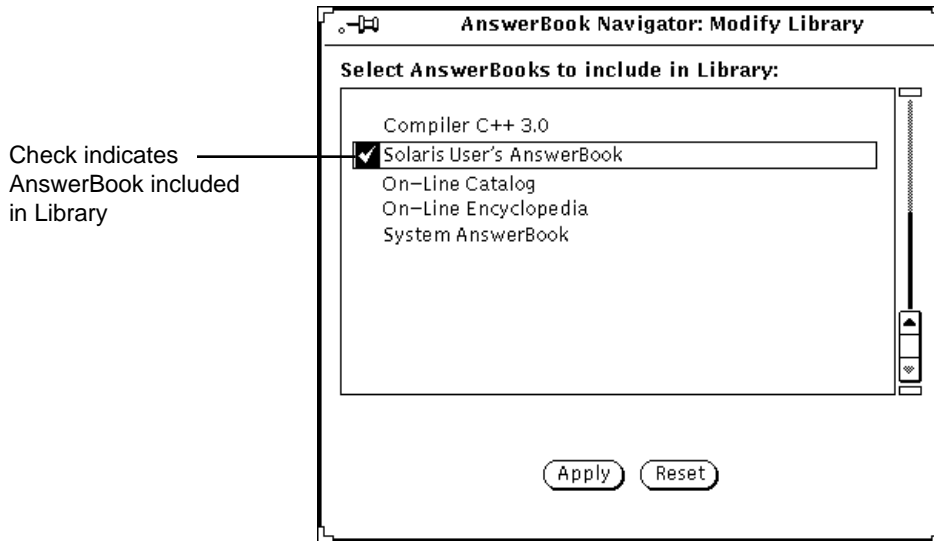 AnswerBook Navigator: Modify Library
Select AnswerBooks to include in Library:
Compiler C++ 3.0
Solaris User's AnswerBook
On-Line Catalog
On-Line Encyclopedia
System AnswerBook
Check indicates
AnswerBook included
in Library
Apply
Reset